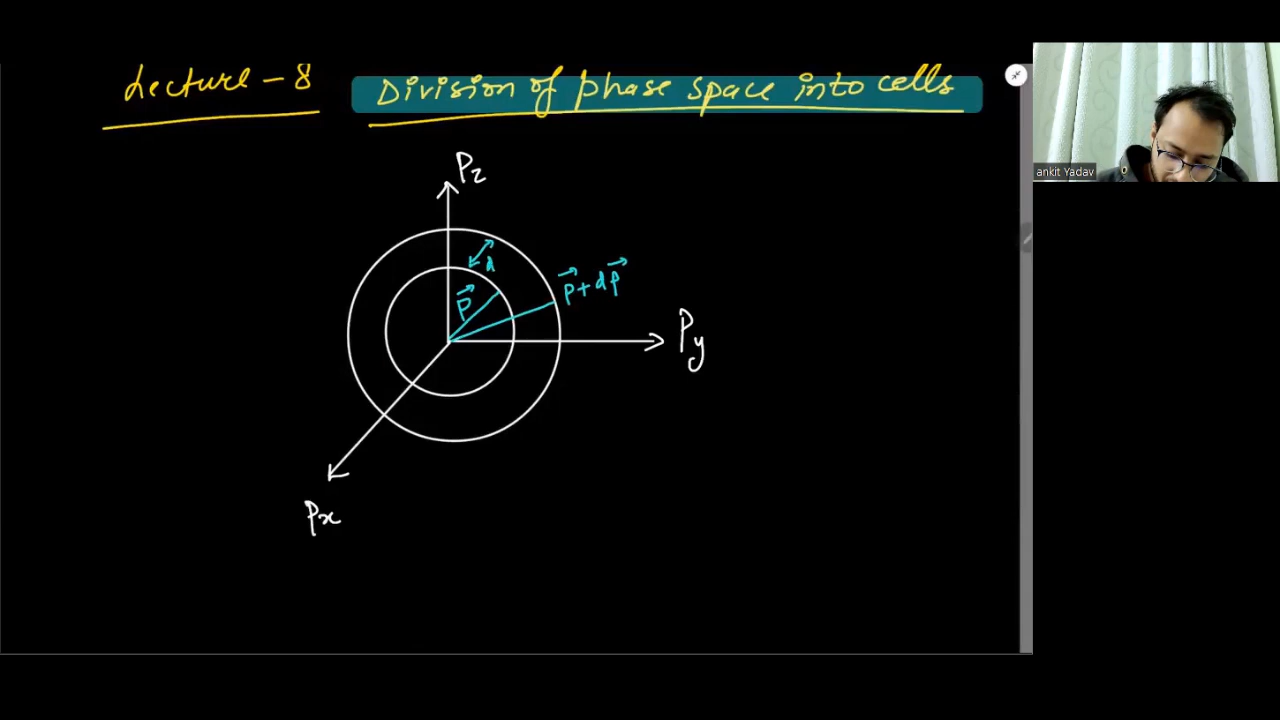 Lecture - 8 Division of phase space into cells
Pz
d
P→
P→ + dP→
Py
Px
ankit Yadav